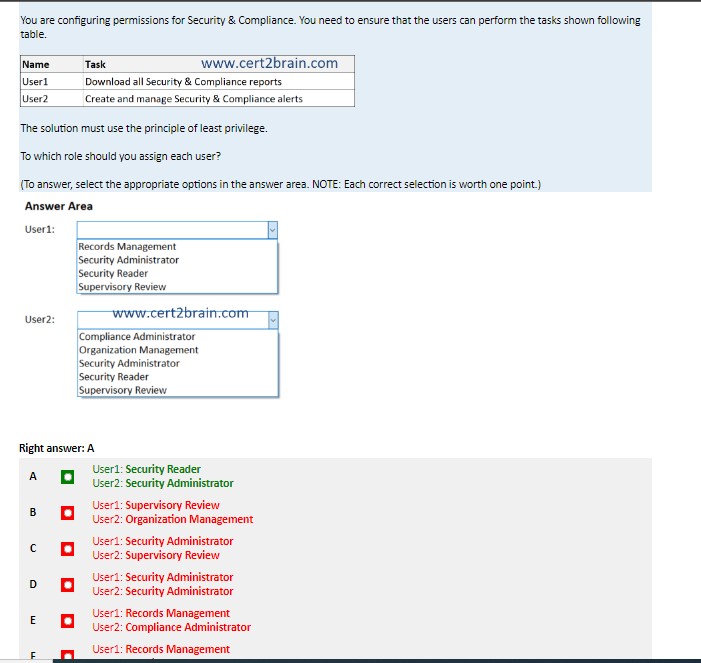 You are configuring permissions for Security & Compliance. You need to ensure that the users can perform the tasks shown following
table.
Name Task www.cert2brain.com
User1 Download all Security & Compliance reports
User2 Create and manage Security & Compliance alerts
The solution must use the principle of least privilege.
To which role should you assign each user?
(To answer, select the appropriate options in the answer area. NOTE: Each correct selection is worth one point.)
Answer Area
User1:
Records Management
Security Administrator
Security Reader
Supervisory Review
User2: www.cert2brain.com
Compliance Administrator
Organization Management
Security Administrator
Security Reader
Supervisory Review
Right answer: A
A User1: Security Reader
User2: Security Administrator
B User1: Supervisory Review
User2: Organization Management
C User1: Security Administrator
User2: Supervisory Review
D User1: Security Administrator
User2: Security Administrator
E User1: Records Management
User2: Compliance Administrator
F User1: Records Management